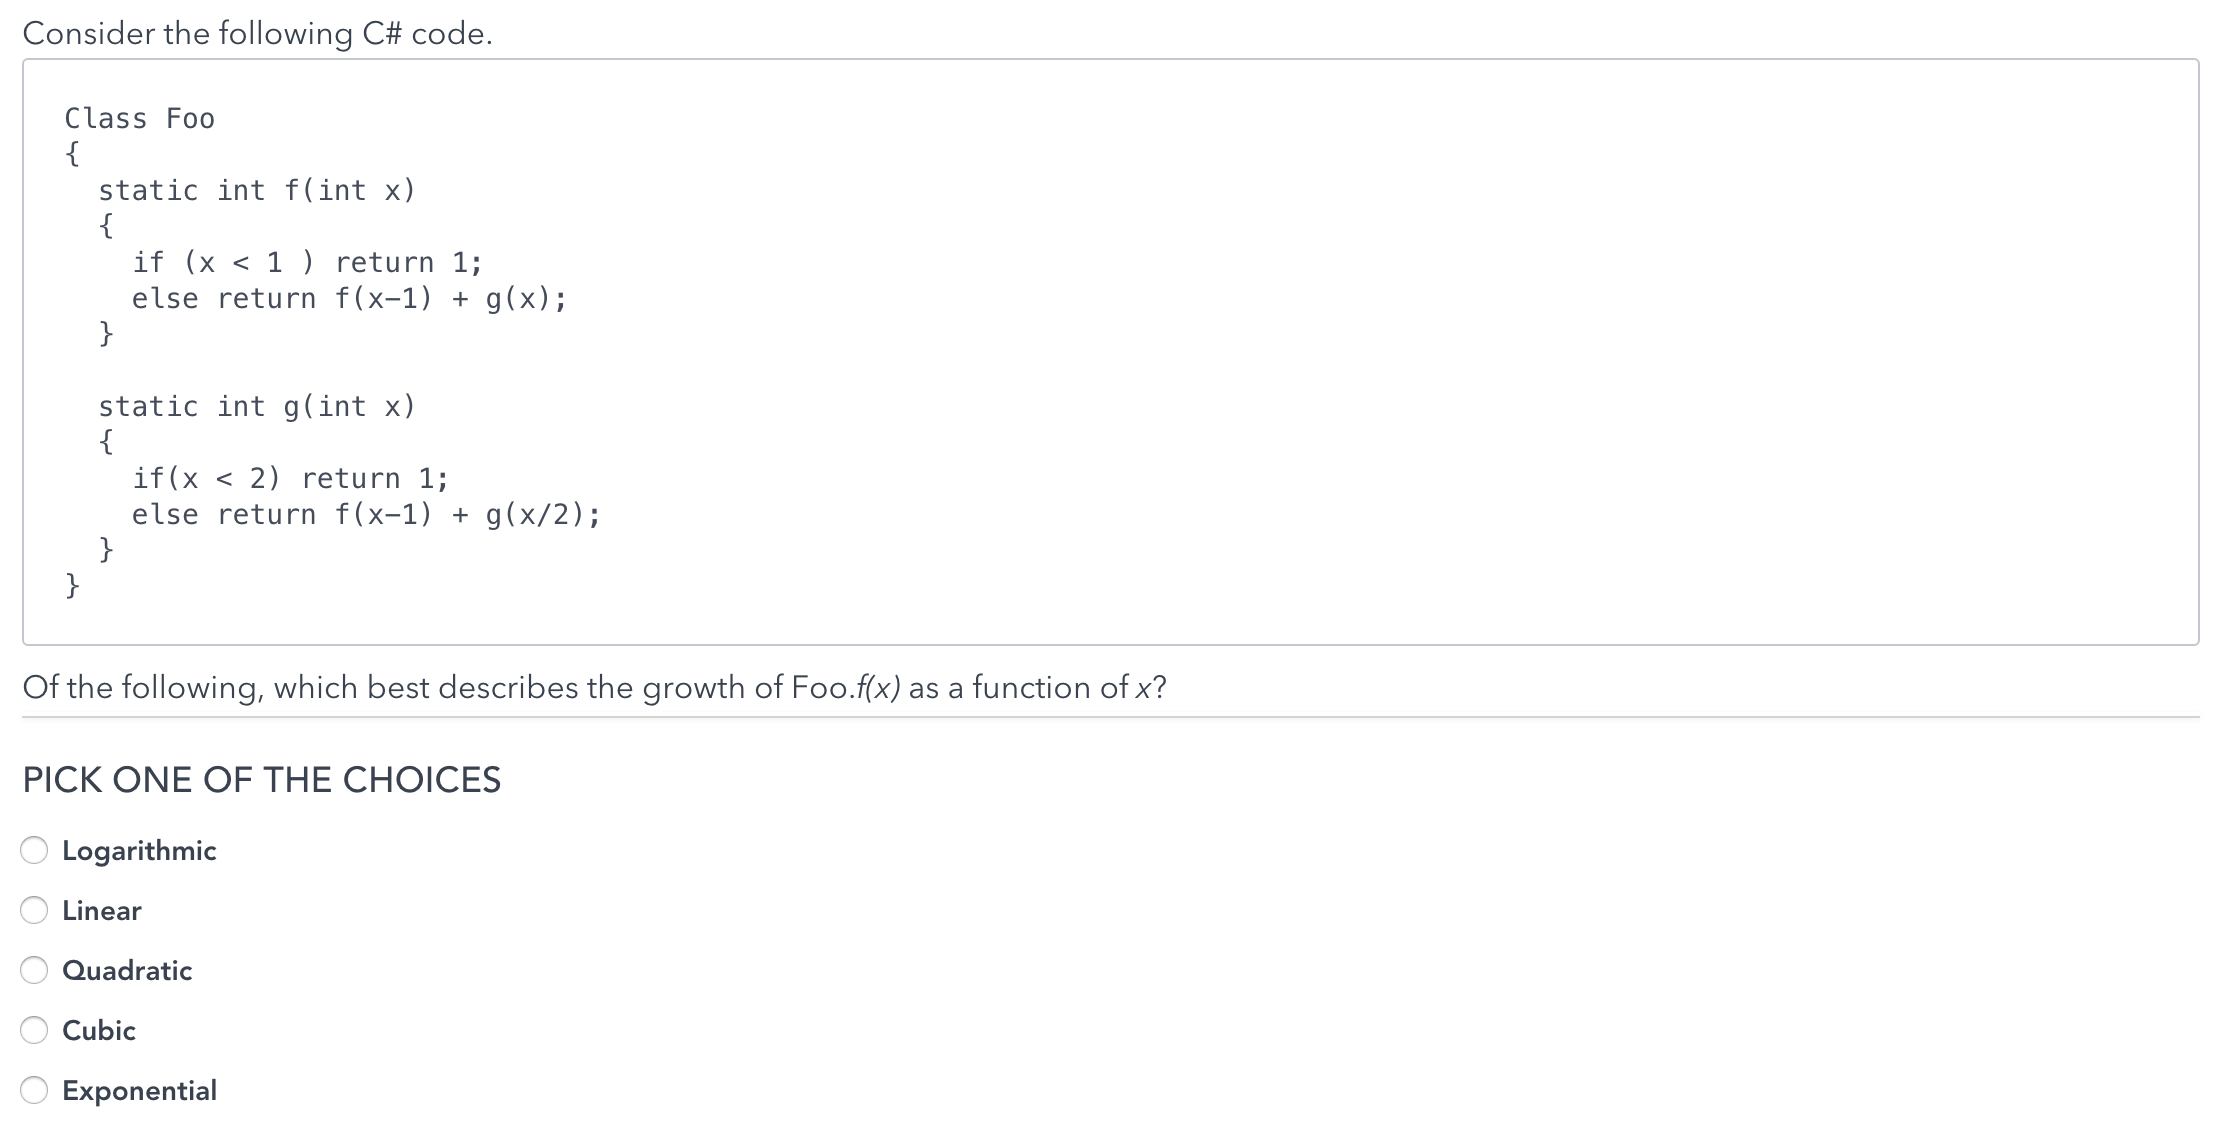 Consider the following C# code.
Class Foo
{
  static int f(int x)
  {
    if (x < 1 ) return 1;
    else return f(x-1) + g(x);
  }

  static int g(int x)
  {
    if(x < 2) return 1;
    else return f(x-1) + g(x/2);
  }
}
Of the following, which best describes the growth of Foo.f(x) as a function of x?
PICK ONE OF THE CHOICES
Logarithmic
Linear
Quadratic
Cubic
Exponential